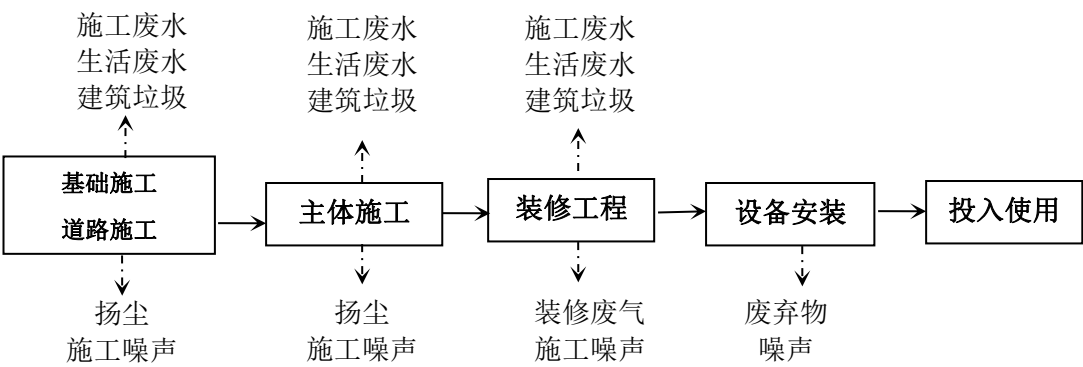 施工废水
生活废水
建筑垃圾
施工废水
生活废水
建筑垃圾
施工废水
生活废水
建筑垃圾
基础施工
道路施工
主体施工
装修工程
设备安装
投入使用
扬尘
施工噪声
扬尘
施工噪声
装修废气
施工噪声
废弃物
噪声